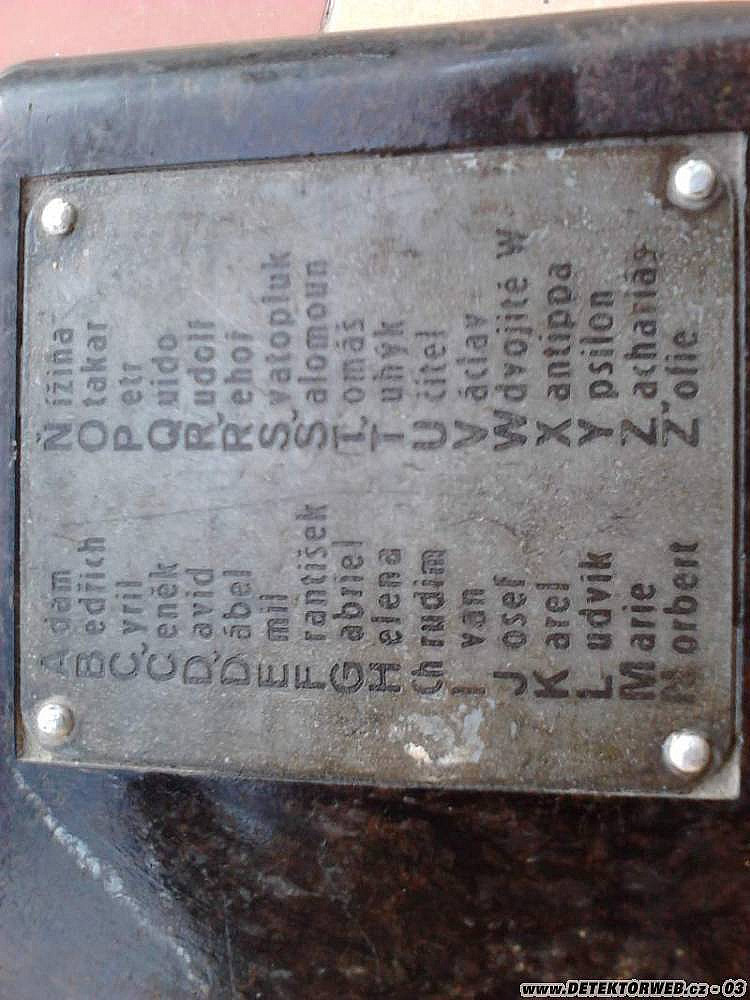 Adam
Bedřich
Cyril
Čeněk
David
Ďábel
Emil
František
Gabriel
Helena
Chrudim
Ivan
Josef
Karel
Ludvík
Marie
Norbert
Ňižina
Otakar
Petr
Quido
Rudolf
Řehoř
Svatopluk
Šalomoun
Tomáš
Ťuhýk
Učitel
Václav
Wdvojité W
Xantippa
Ypsilon
Zachariáš
Žofie
www.DETEKTORWEB.cz - 03